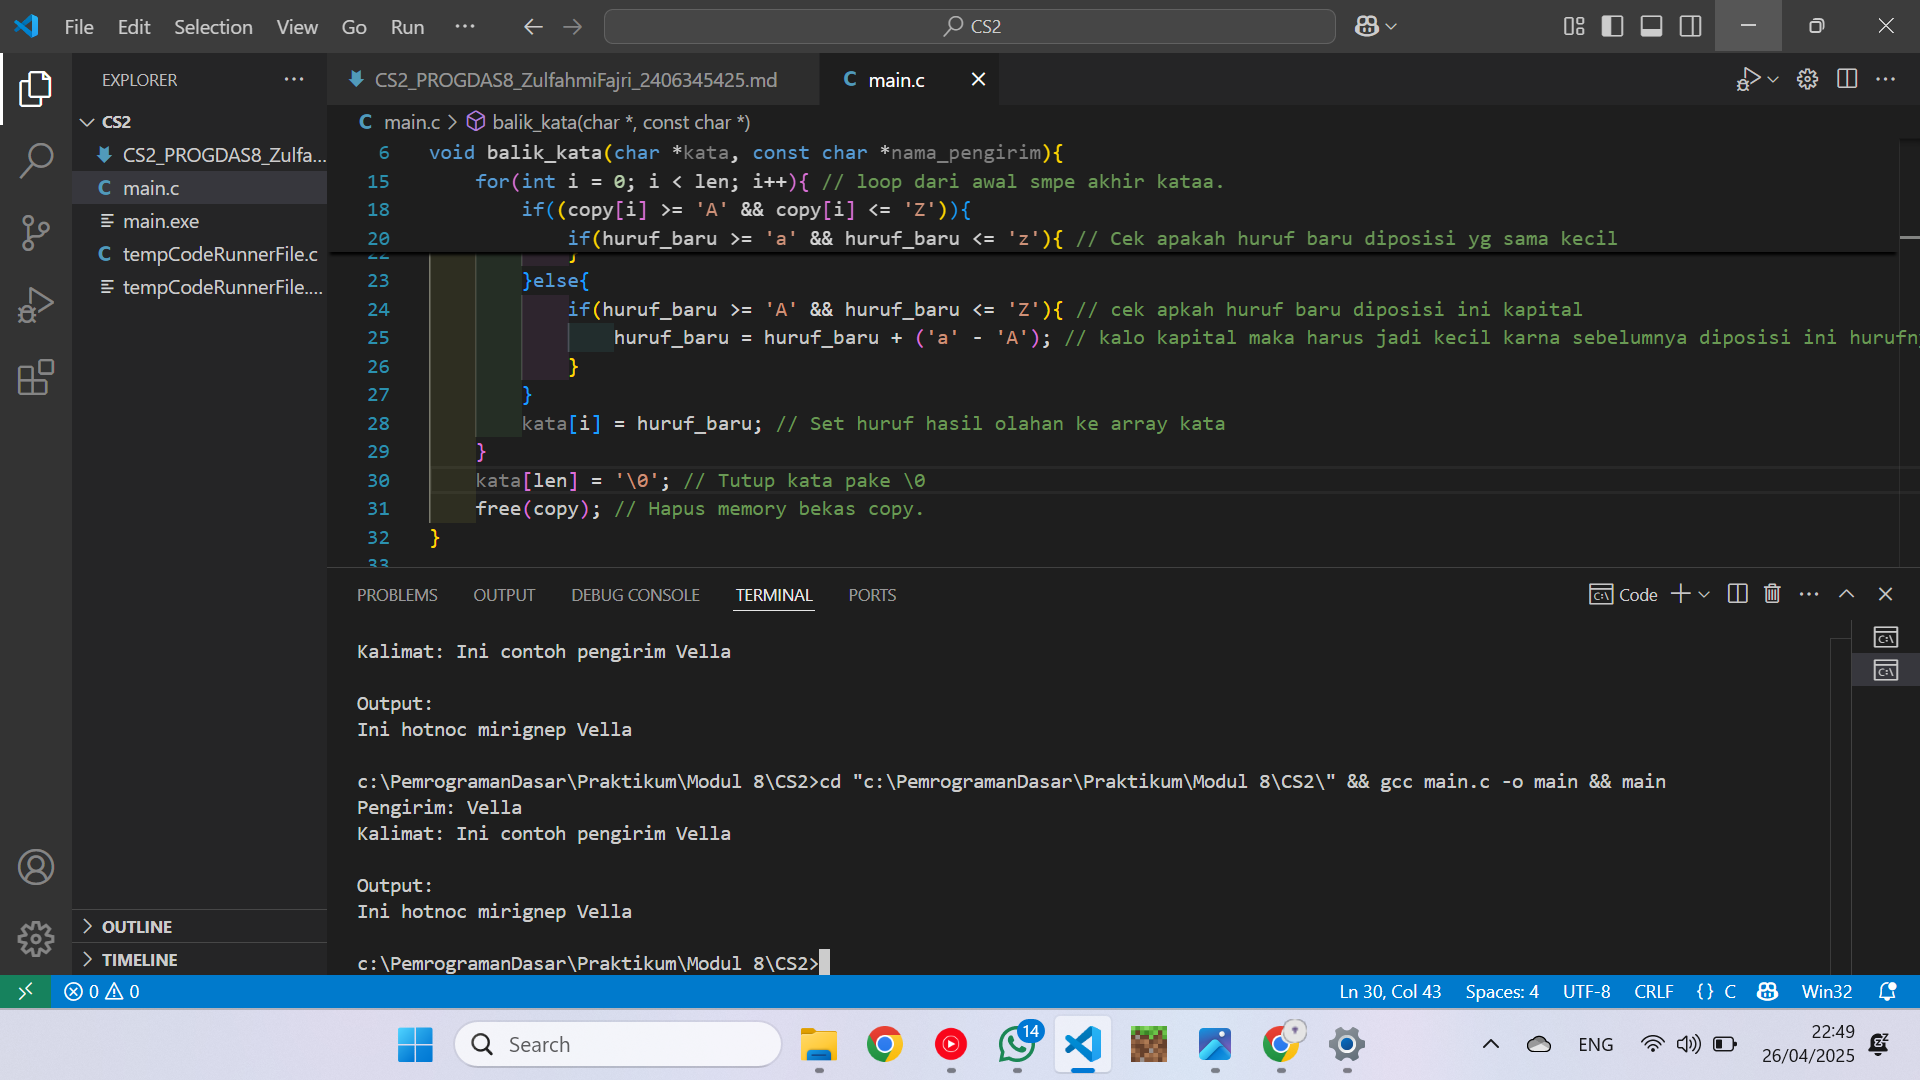 File Edit Selection View Go Run ··· CS2
EXPLORER ···
CS2
CS2_PROGDAS8_Zulfa...
main.c
main.exe
tempCodeRunnerFile.c
tempCodeRunnerFile....
OUTLINE
TIMELINE
CS2_PROGDAS8_ZulfahmiFajri_2406345425.md
C main.c
C main.c > balik_kata(char *, const char *)
6 void balik_kata(char *kata, const char *nama_pengirim){
15 for(int i = 0; i < len; i++){ // loop dari awal smpe akhir kataa.
18 if((copy[i] >= 'A' && copy[i] <= 'Z')){
20 if(huruf_baru >= 'a' && huruf_baru <= 'z'){ // Cek apakah huruf baru diposisi yg sama kecil
22 }
23 }else{
24 if(huruf_baru >= 'A' && huruf_baru <= 'Z'){ // cek apkah huruf baru diposisi ini kapital
25 huruf_baru = huruf_baru + ('a' - 'A'); // kalo kapital maka harus jadi kecil karna sebelumnya diposisi ini
26 }
27 }
28 kata[i] = huruf_baru; // Set huruf hasil olahan ke array kata
29 }
30 kata[len] = '\0'; // Tutup kata pake \0
31 free(copy); // Hapus memory bekas copy.
32 }
33
PROBLEMS OUTPUT DEBUG CONSOLE TERMINAL PORTS Code
Kalimat: Ini contoh pengirim Vella
Output:
Ini hotnoc mirignep Vella
c:\PemrogramanDasar\Praktikum\Modul 8\CS2>cd "c:\PemrogramanDasar\Praktikum\Modul 8\CS2\" && gcc main.c -o main && main
Pengirim: Vella
Kalimat: Ini contoh pengirim Vella
Output:
Ini hotnoc mirignep Vella
c:\PemrogramanDasar\Praktikum\Modul 8\CS2>
0 0 Ln 30, Col 43 Spaces: 4 UTF-8 CRLF {} C Win32
Search 14 ENG 22:49
26/04/2025